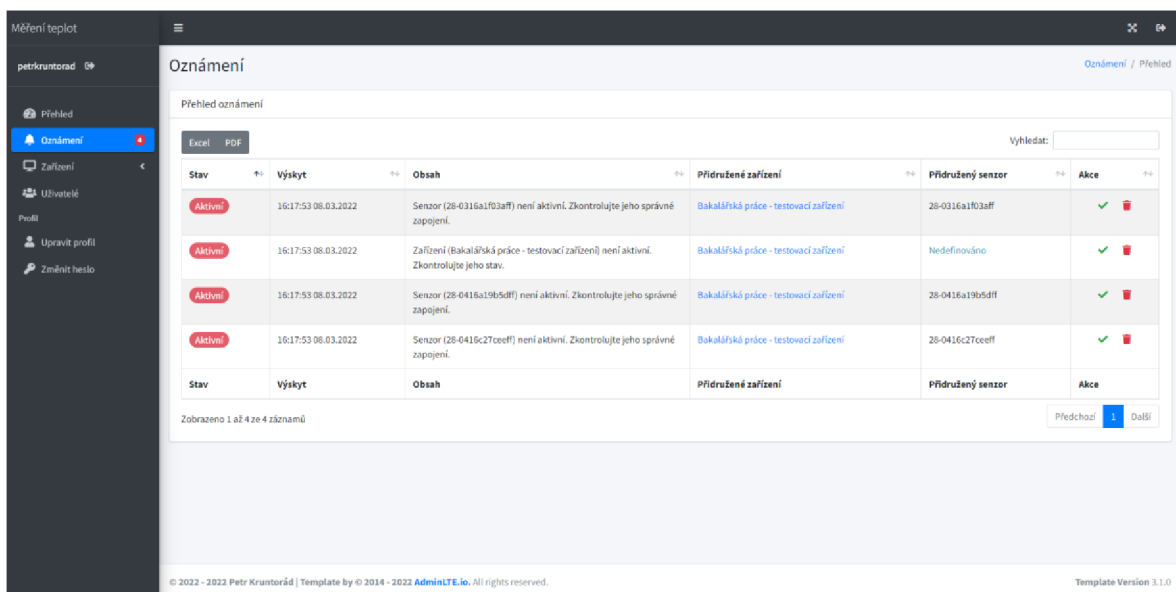 Měření teplot
petrkruntorad
Oznámení
Oznámení / Přehled
Přehled
Oznámení 4
Zařízení
Uživatelé
Profil
Upravit profil
Změnit heslo
Přehled oznámení
Excel PDF
Vyhledat:
Stav Výskyt Obsah Přidružené zařízení Přidružený senzor Akce
Aktivní 16:17:53 08.03.2022 Senzor (28-0316a1f03aff) není aktivní. Zkontrolujte jeho správné Bakalářská práce - testovací zařízení 28-0316a1f03aff
zapojení.
Aktivní 16:17:53 08.03.2022 Zařízení (Bakalářská práce - testovací zařízení) není aktivní. Bakalářská práce - testovací zařízení Nedefinováno
Zkontrolujte jeho stav.
Aktivní 16:17:53 08.03.2022 Senzor (28-0416a19b5dff) není aktivní. Zkontrolujte jeho správné Bakalářská práce - testovací zařízení 28-0416a19b5dff
zapojení.
Aktivní 16:17:53 08.03.2022 Senzor (28-0416c27ceeff) není aktivní. Zkontrolujte jeho správné Bakalářská práce - testovací zařízení 28-0416c27ceeff
zapojení.
Stav Výskyt Obsah Přidružené zařízení Přidružený senzor Akce
Zobrazeno 1 až 4 ze 4 záznamů
Předchozí 1 Další
© 2022 - 2022 Petr Kruntorád | Template by © 2014 - 2022 AdminLTE.io. All rights reserved.
Template Version 3.1.0